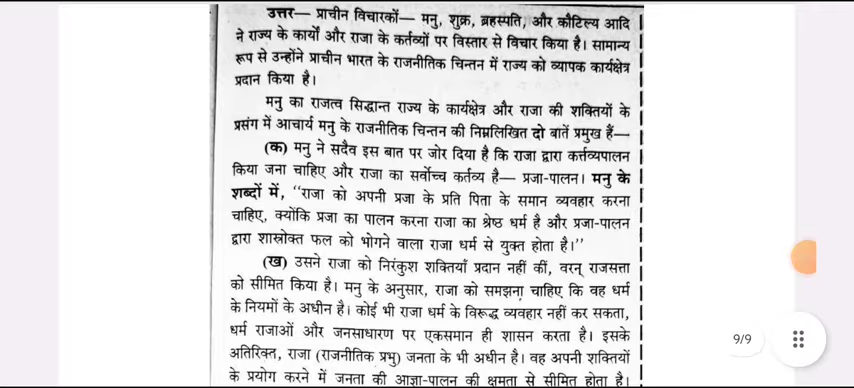 उत्तर— प्राचीन विचारकों— मनु, शुक्र, ब्रहस्पति, और कौटिल्य आदि
ने राज्य के कार्यों और राजा के कर्तव्यों पर विस्तार से विचार किया है। सामान्य
रूप से उन्होंने प्राचीन भारत के राजनीतिक चिन्तन में राज्य को व्यापक कार्यक्षेत्र
प्रदान किया है।
मनु का राजत्व सिद्धान्त राज्य के कार्यक्षेत्र और राजा की शक्तियों के
प्रसंग में आचार्य मनु के राजनीतिक चिन्तन की निम्नलिखित दो बातें प्रमुख हैं—
(क) मनु ने सदैव इस बात पर जोर दिया है कि राजा द्वारा कर्त्तव्यपालन
किया जना चाहिए और राजा का सर्वोच्च कर्तव्य है— प्रजा-पालन। मनु के
शब्दों में, ‘‘राजा को अपनी प्रजा के प्रति पिता के समान व्यवहार करना
चाहिए, क्योंकि प्रजा का पालन करना राजा का श्रेष्ठ धर्म है और प्रजा-पालन
द्वारा शास्त्रोक्त फल को भोगने वाला राजा धर्म से युक्त होता है।’’
(ख) उसने राजा को निरंकुश शक्तियाँ प्रदान नहीं कीं, वरन् राजसत्ता
को सीमित किया है। मनु के अनुसार, राजा को समझना चाहिए कि वह धर्म
के नियमों के अधीन है। कोई भी राजा धर्म के विरूद्ध व्यवहार नहीं कर सकता,
धर्म राजाओं और जनसाधारण पर एकसमान ही शासन करता है। इसके
अतिरिक्त, राजा (राजनीतिक प्रभु) जनता के भी अधीन है। वह अपनी शक्तियों
के प्रयोग करने में जनता की आज्ञा-पालन की क्षमता से सीमित होता है।
9/9